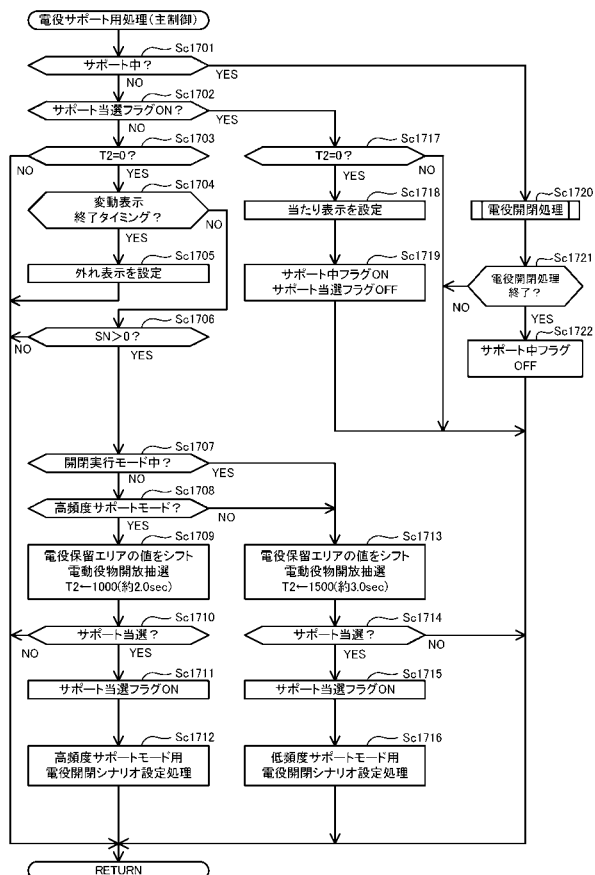 電役サポート用処理(主制御)
Sc1701
サポート中?
YES
NO
Sc1702
サポート当選フラグON?
YES
NO
Sc1703
T2=0?
NO
YES
Sc1717
T2=0?
NO
YES
Sc1704
変動表示
終了タイミング?
NO
YES
Sc1718
当たり表示を設定
Sc1720
電役開閉処理
Sc1705
外れ表示を設定
Sc1719
サポート中フラグON
サポート当選フラグOFF
Sc1721
電役開閉処理
終了?
NO
YES
Sc1706
SN>0?
NO
YES
Sc1722
サポート中フラグ
OFF
Sc1707
開閉実行モード中?
YES
NO
Sc1708
高頻度サポートモード?
NO
YES
Sc1709
電役保留エリアの値をシフト
電動役物開放抽選
T2←1000(約2.0sec)
Sc1713
電役保留エリアの値をシフト
電動役物開放抽選
T2←1500(約3.0sec)
Sc1710
サポート当選?
NO
YES
Sc1714
サポート当選?
NO
YES
Sc1711
サポート当選フラグON
Sc1715
サポート当選フラグON
Sc1712
高頻度サポートモード用
電役開閉シナリオ設定処理
Sc1716
低頻度サポートモード用
電役開閉シナリオ設定処理
RETURN